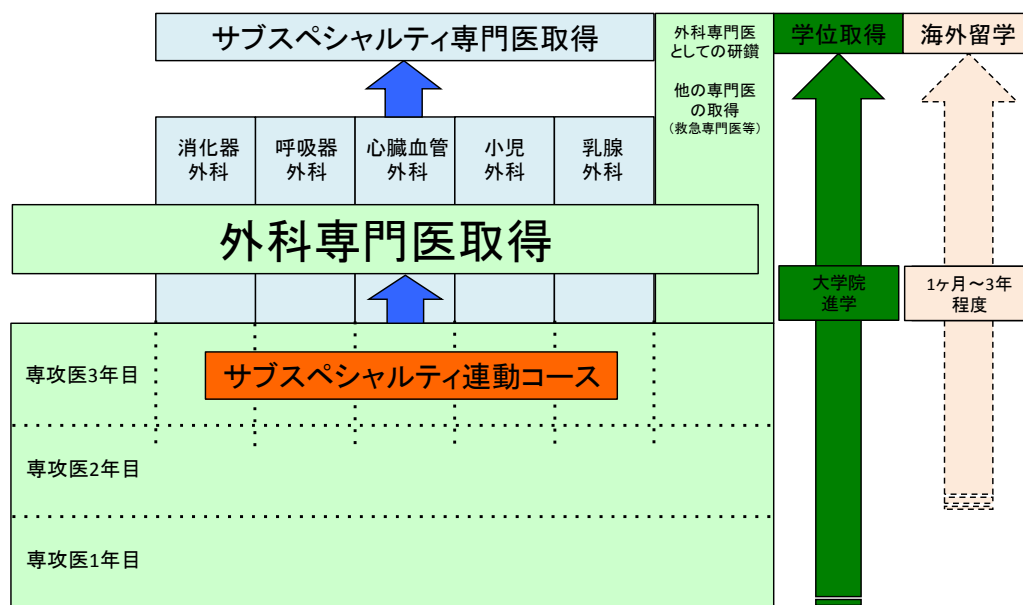 サブスペシャルティ専門医取得
外科専門医
としての研鑽
他の専門医
の取得
（救急専門医等）
学位取得
海外留学
消化器
外科
呼吸器
外科
心臓血管
外科
小児
外科
乳腺
外科
外科専門医取得
大学院
進学
1ヶ月～3年
程度
専攻医3年目
サブスペシャルティ連動コース
専攻医2年目
専攻医1年目